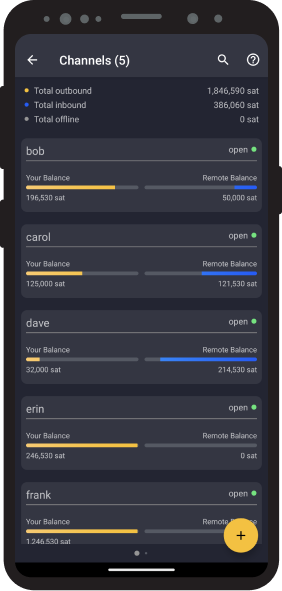 Channels (5)
Total outbound 1,846,590 sat
Total inbound 386,060 sat
Total offline 0 sat
bob open
Your Balance Remote Balance
196,530 sat 50,000 sat
carol open
Your Balance Remote Balance
125,000 sat 121,530 sat
dave open
Your Balance Remote Balance
32,000 sat 214,530 sat
erin open
Your Balance Remote Balance
246,530 sat 0 sat
frank open
Your Balance Remote
1,246,530 sat